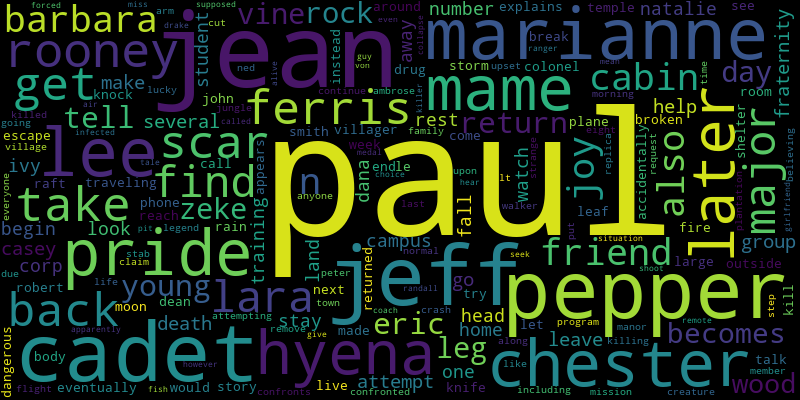 forced miss drake supposed vine rock around temple number explains natalie see
barbara arm cut jean away marianne break fraternity
rooney student instead guy von ned alive drug storm colonel day
get make knock lucky continue ambrose killer go mame cabin morning mean ranger upset time room
tell several john jungle called ferris rest return plane help
killed going air smith villager family come eight broken shelter
escape village infected lee scar week medal endle joy replica also later major
ivy tale call appears n dana choice upon hear watch strange accidentally request believing girlfriend
raft traveling find anyone paul walker
everyone take phone reach zeke training last fall put leaf fire
begin pit legend rain land campus situation
casey pride look stab peter jeff normal go friend group
due corp claim life young lara next returned randall seek large outside
robert moon dean town coach crash try pepper shoot step kill
back death attempting stay made eric head home let program manor remote becomes
dangerous cadet remove give hyena leg along killing leave talk
apparently body however one like chester member
flight eventually fish would story confronts live attempt confronted knife including mission creature wood